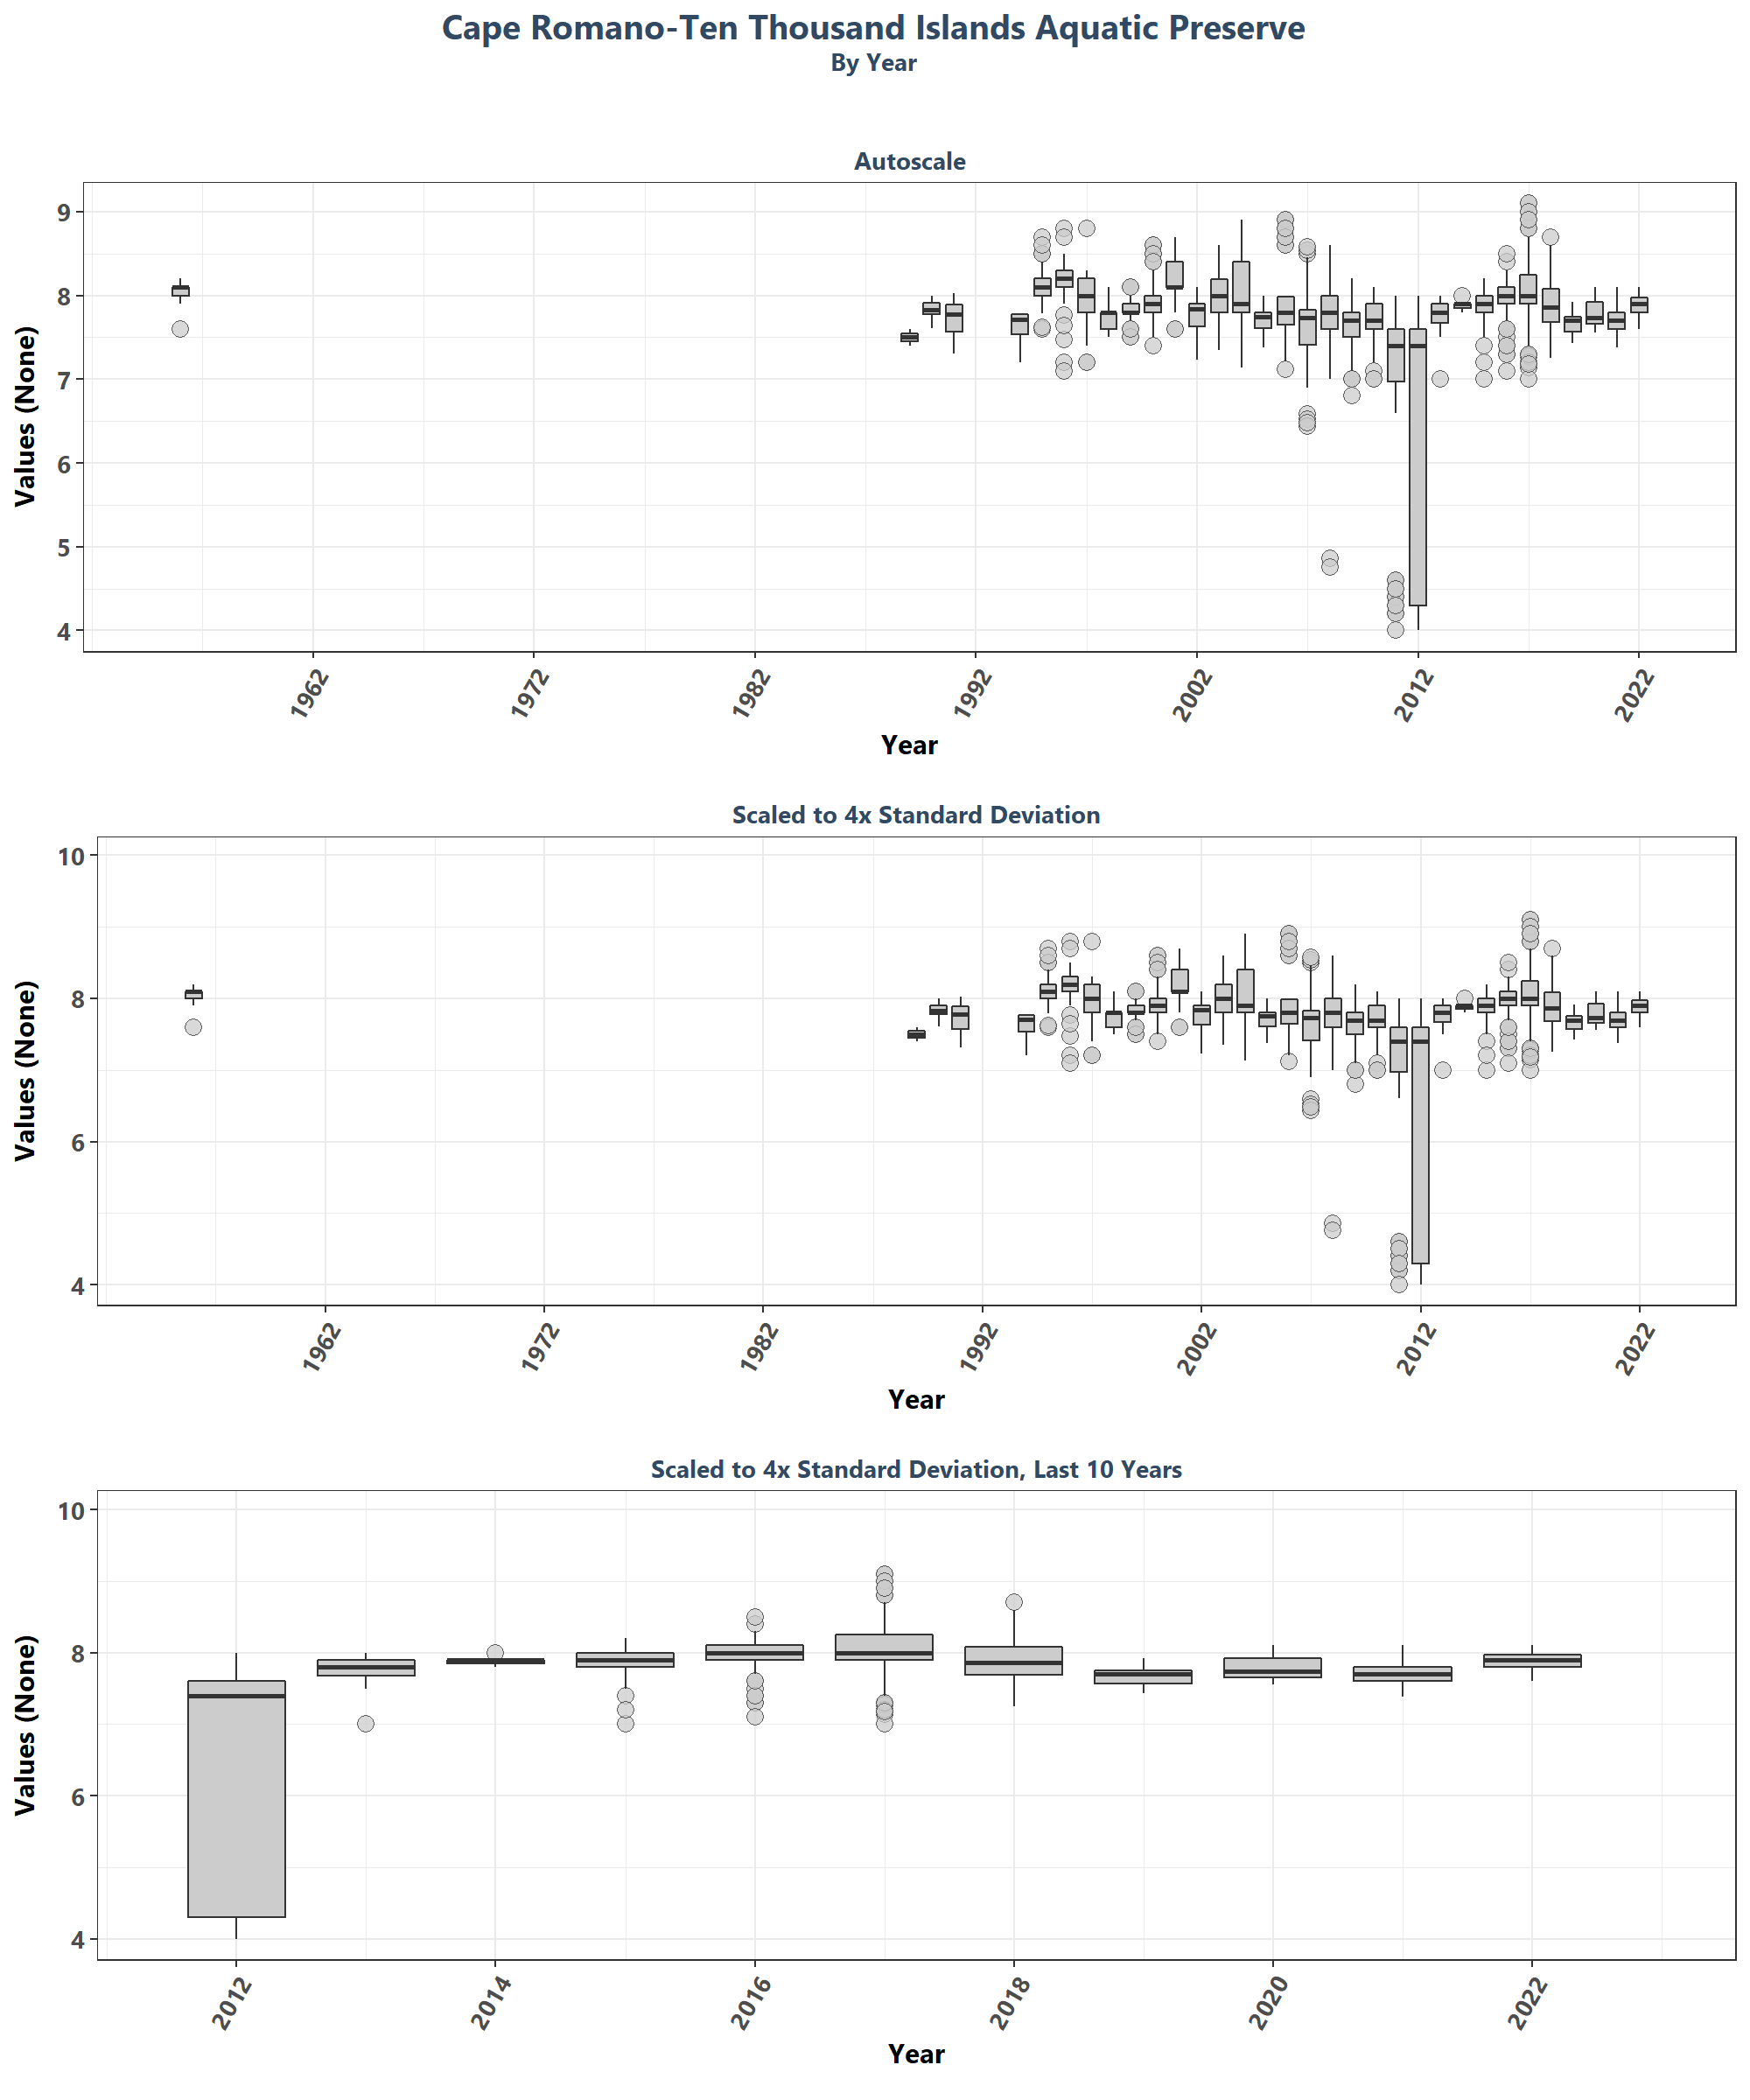 Cape Romano-Ten Thousand Islands Aquatic Preserve
By Year
Autoscale
Values (None)
9
8
7
6
5
4
1962 1972 1982 1992 2002 2012 2022
Year
Scaled to 4x Standard Deviation
Values (None)
10
8
6
4
1962 1972 1982 1992 2002 2012 2022
Year
Scaled to 4x Standard Deviation, Last 10 Years
Values (None)
10
8
6
4
2012 2014 2016 2018 2020 2022
Year